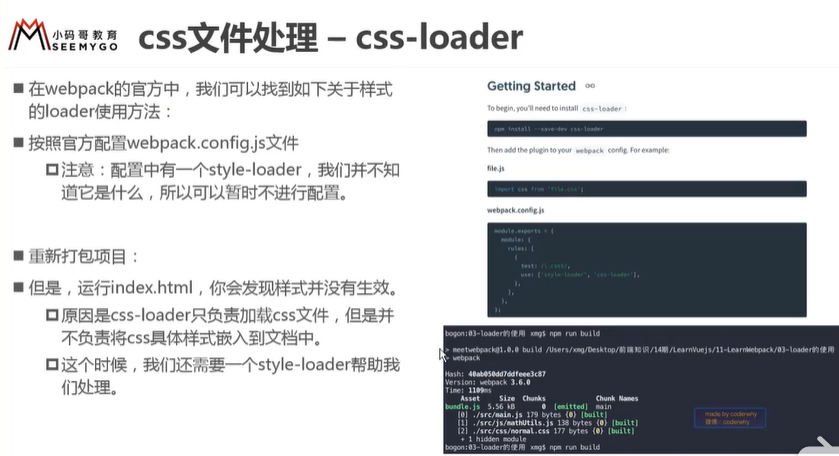 小码哥教育
SEEMYGO
css文件处理 – css-loader
在webpack的官方中，我们可以找到如下关于样式
的loader使用方法：
按照官方配置webpack.config.js文件
注意：配置中有一个style-loader，我们并不知
道它是什么，所以可以暂时不进行配置。
重新打包项目：
但是，运行index.html，你会发现样式并没有生效。
原因是css-loader只负责加载css文件，但是并
不负责将css具体样式嵌入到文档中。
这个时候，我们还需要一个style-loader帮助我
们处理。
Getting Started
To begin, you'll need to install css-loader :
npm install --save-dev css-loader
Then add the plugin to your webpack config. For example:
file.js
import css from 'file.css';
webpack.config.js
module.exports = {
module: {
rules: [
{
test: /\.css$/,
use: ['style-loader', 'css-loader'],
},
],
},
};
bogon:03-loader的使用 xmg$ npm run build
> meetwebpack@1.0.0 build /Users/xmg/Desktop/前端知识/14期/LearnVuejs/11-LearnWebpack/03-loader的使用
> webpack
Hash: 40ab050dd7ddfeee3c87
Version: webpack 3.6.0
Time: 1109ms
Asset Size Chunks Chunk Names
bundle.js 5.56 kB 0 [emitted] main
[0] ./src/main.js 179 bytes {0} [built]
[1] ./src/js/mathUtils.js 138 bytes {0} [built]
[2] ./src/css/normal.css 177 bytes {0} [built]
+ 1 hidden module
bogon:03-loader的使用 xmg$ npm run build
made by coderwhy
微博：coderwhy